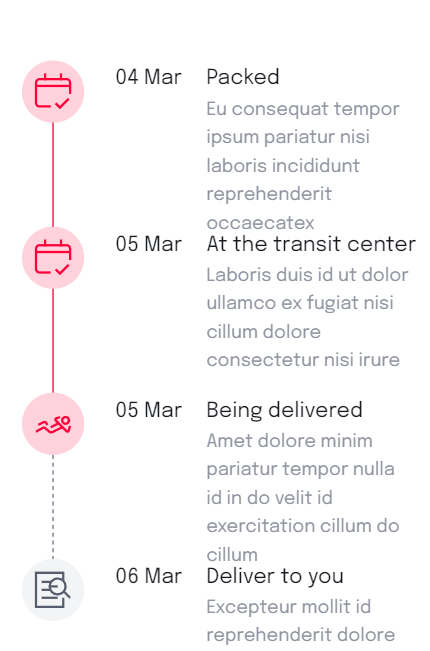 04 Mar Packed
Eu consequat tempor
ipsum pariatur nisi
laboris incididunt
reprehenderit
occaecatex
05 Mar At the transit center
Laboris duis id ut dolor
ullamco ex fugiat nisi
cillum dolore
consectetur nisi irure
05 Mar Being delivered
Amet dolore minim
pariatur tempor nulla
id in do velit id
exercitation cillum do
cillum
06 Mar Deliver to you
Excepteur mollit id
reprehenderit dolore